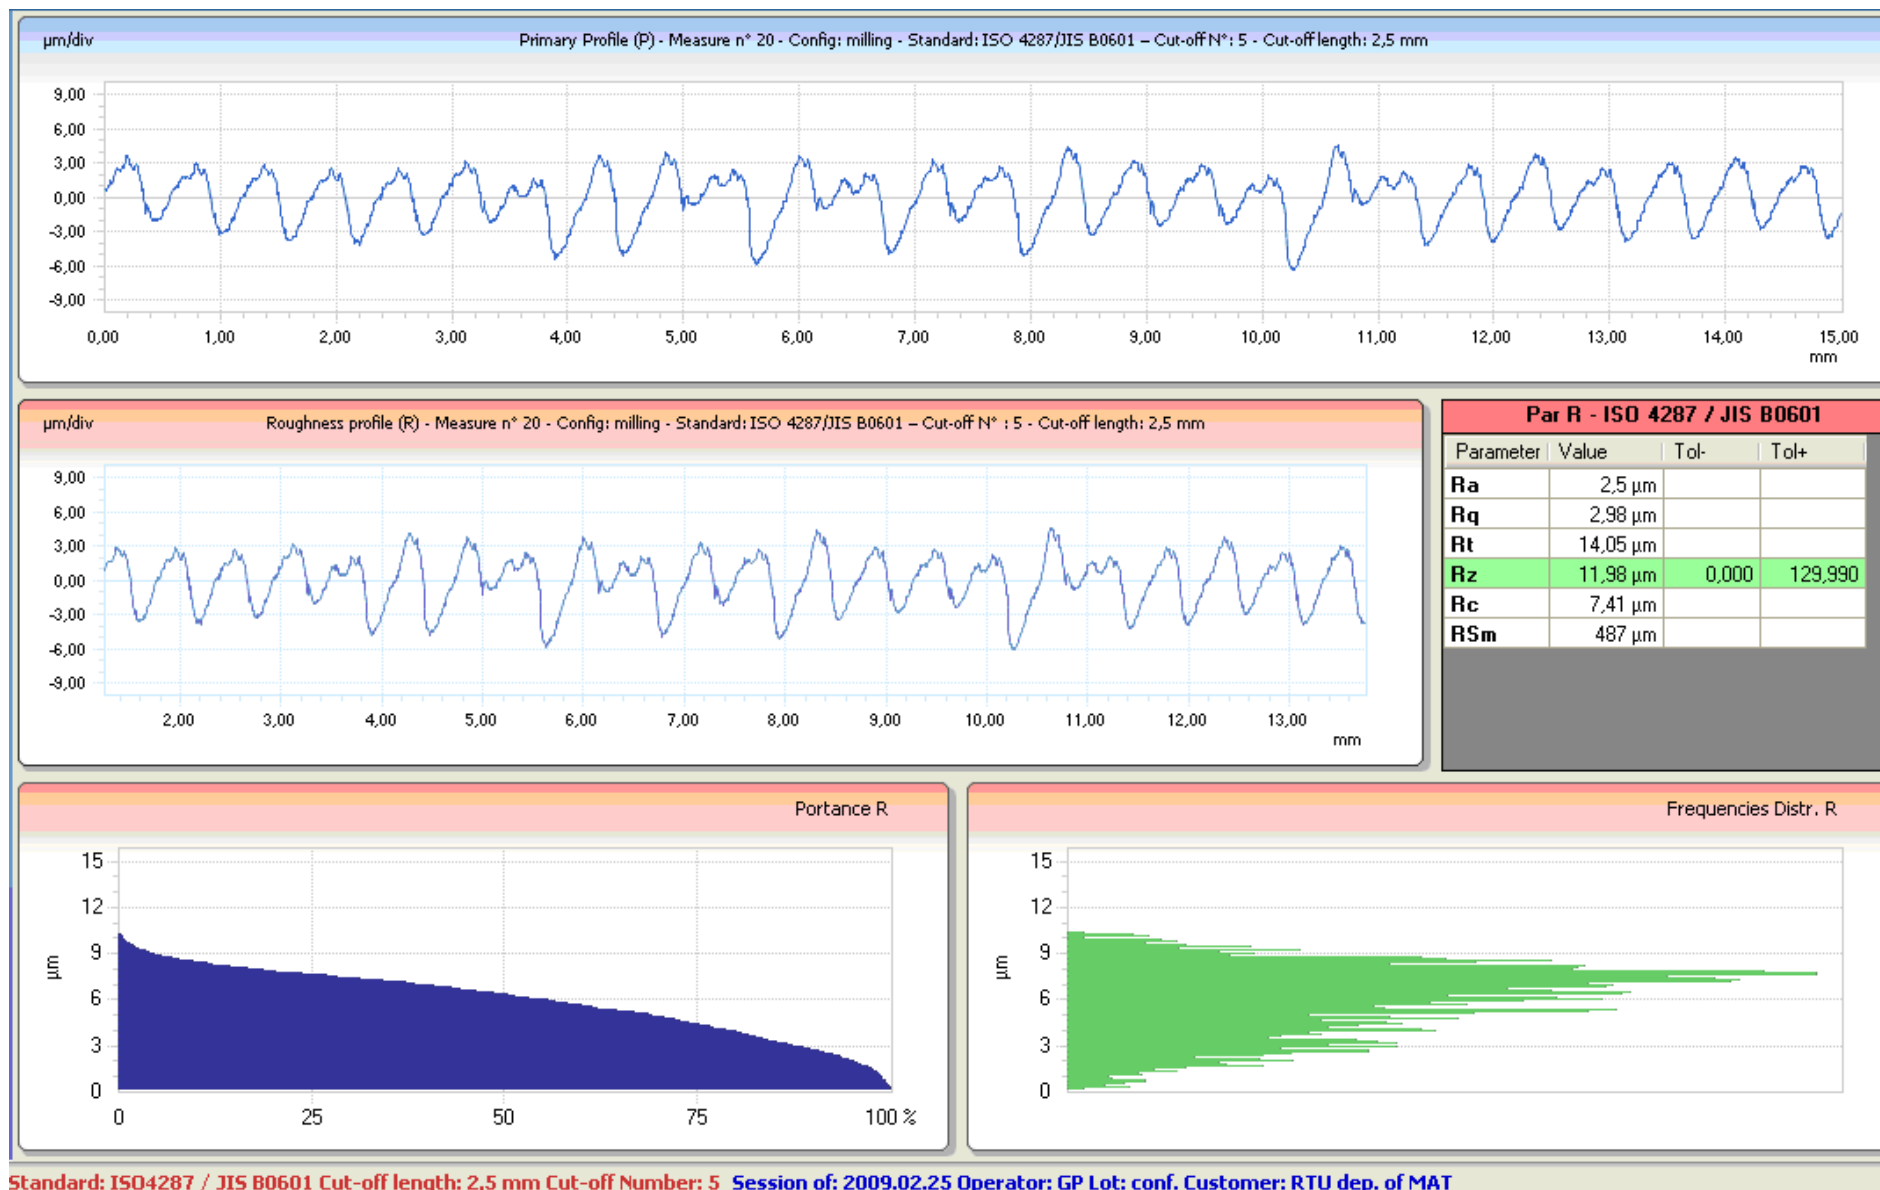 µm/div Primary Profile (P) - Measure n° 20 - Config: milling - Standard: ISO 4287/JIS B0601 – Cut-off N°: 5 - Cut-off length: 2,5 mm
9,00
6,00
3,00
0,00
-3,00
-6,00
-9,00
0,00 1,00 2,00 3,00 4,00 5,00 6,00 7,00 8,00 9,00 10,00 11,00 12,00 13,00 14,00 15,00
mm
µm/div Roughness profile (R) - Measure n° 20 - Config: milling - Standard: ISO 4287/JIS B0601 – Cut-off N° : 5 - Cut-off length: 2,5 mm
9,00
6,00
3,00
0,00
-3,00
-6,00
-9,00
2,00 3,00 4,00 5,00 6,00 7,00 8,00 9,00 10,00 11,00 12,00 13,00
mm
Par R - ISO 4287 / JIS B0601
Parameter Value Tol- Tol+
Ra 2,5 µm
Rq 2,98 µm
Rt 14,05 µm
Rz 11,98 µm 0,000 129,990
Rc 7,41 µm
RSm 487 µm
Portance R
15
12
9
6
3
0
µm
0 25 50 75 100 %
Frequencies Distr. R
15
12
9
6
3
0
µm
Standard: ISO4287 / JIS B0601 Cut-off length: 2,5 mm Cut-off Number: 5 Session of: 2009.02.25 Operator: GP Lot: conf. Customer: RTU dep. of MAT